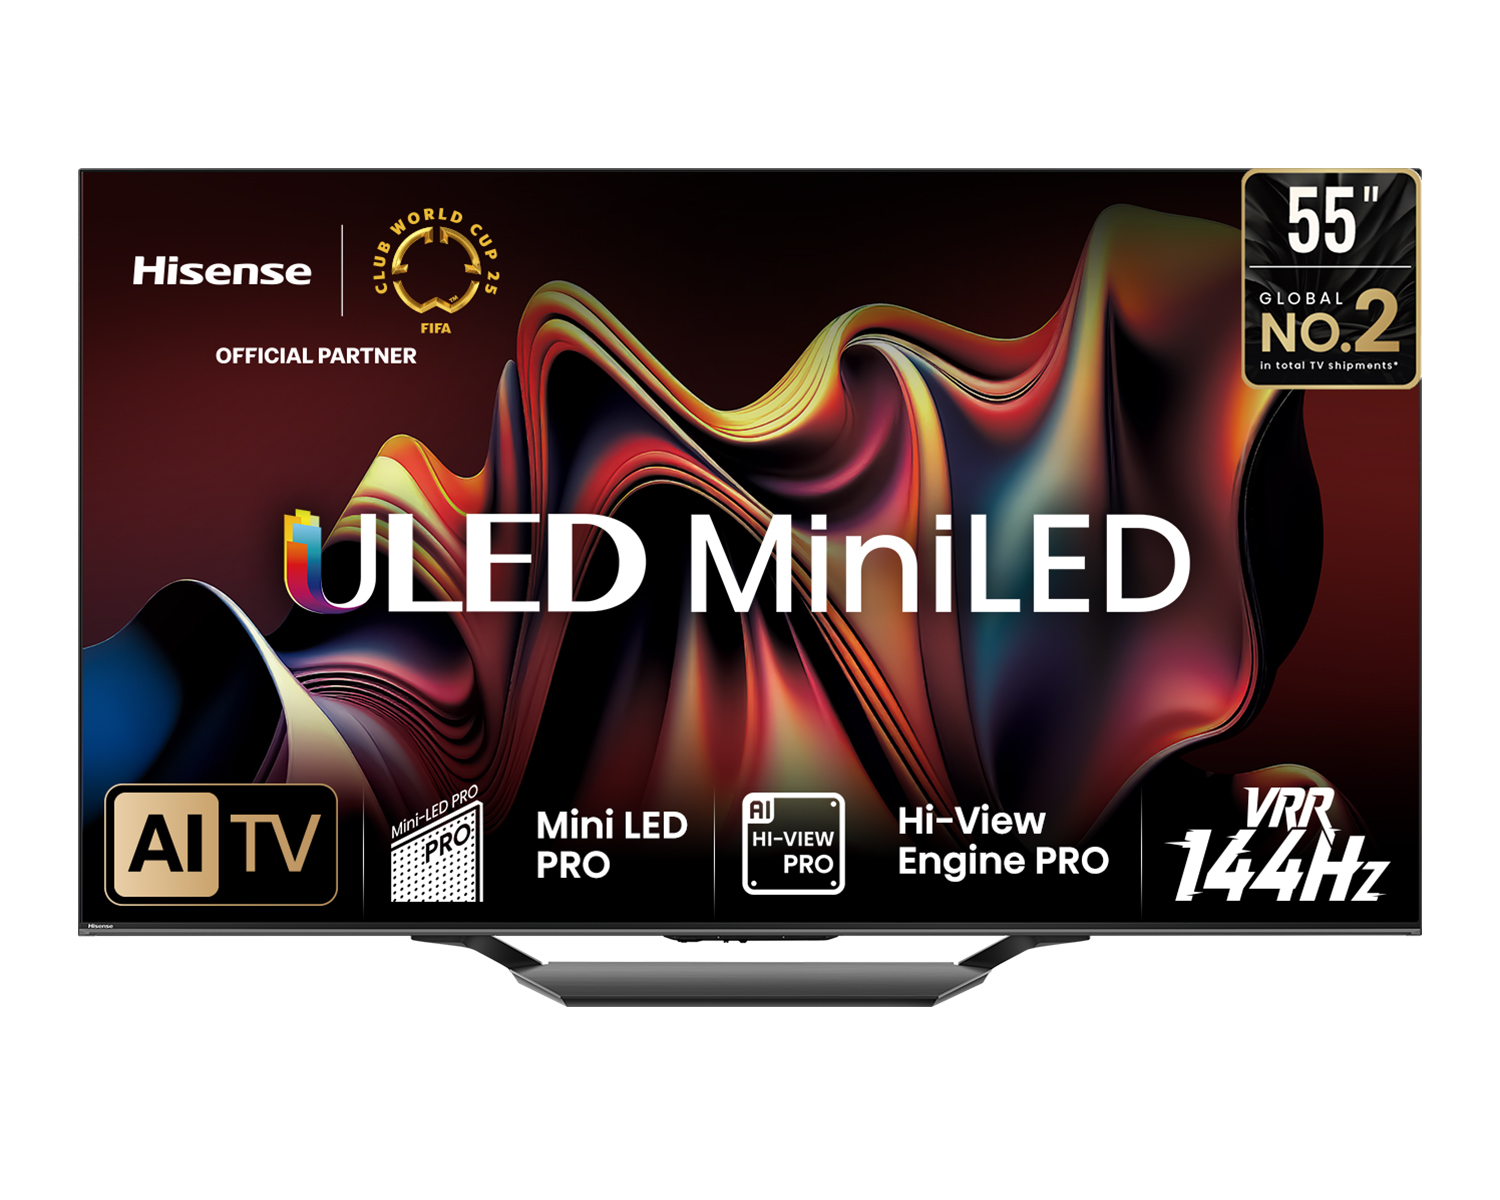 Hisense
CLUB WORLD CUP 25
TM
FIFA
OFFICIAL PARTNER
55"
GLOBAL
NO.2
in total TV shipments*
ULED MiniLED
AI TV
Mini-LED PRO
PRO
Mini LED
PRO
AI
HI-VIEW
PRO
Hi-View
Engine PRO
VRR
144Hz
Hisense